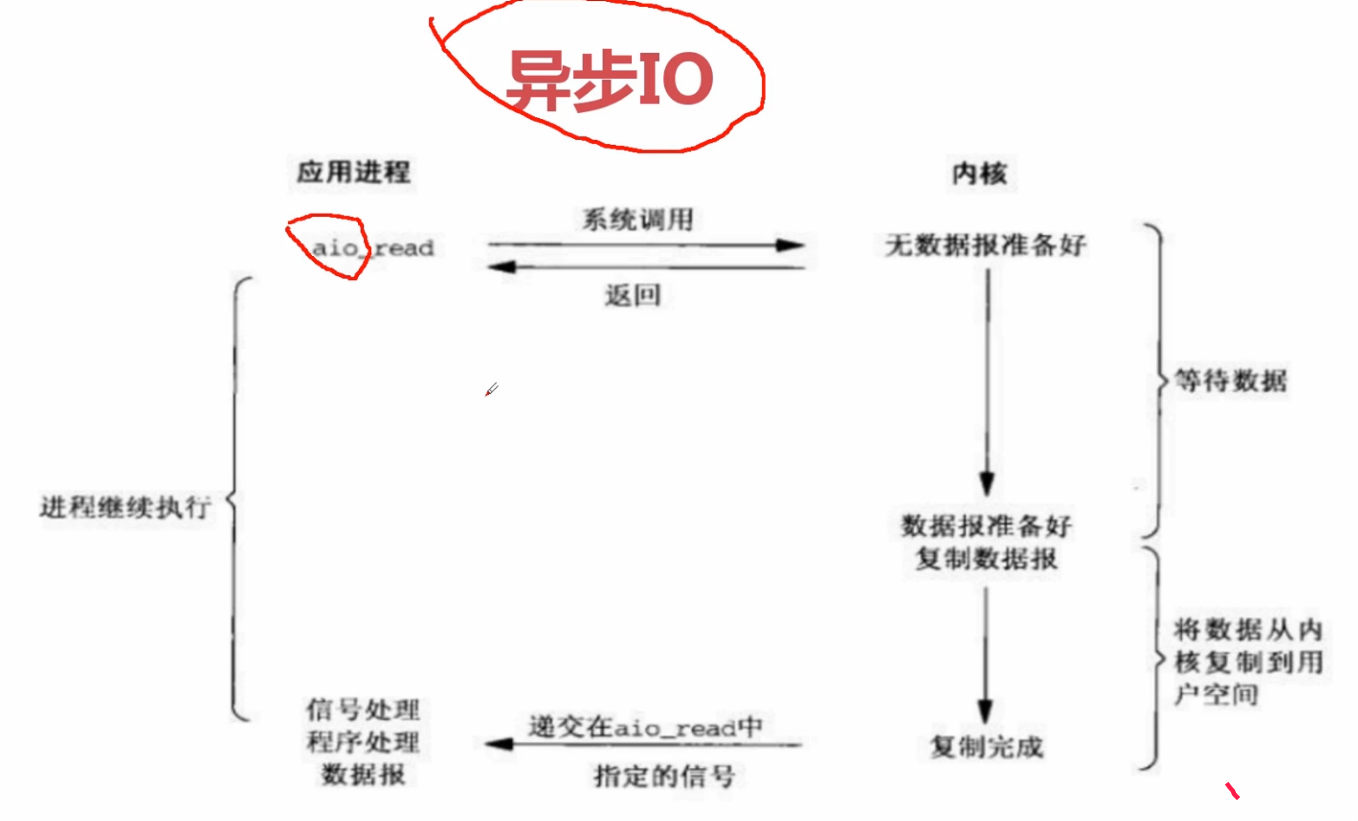 异步IO
应用进程
内核
系统调用
aio_read
无数据报准备好
返回
等待数据
进程继续执行
数据报准备好
复制数据报
将数据从内
核复制到用
户空间
信号处理
程序处理
数据报
递交在aio_read中
指定的信号
复制完成